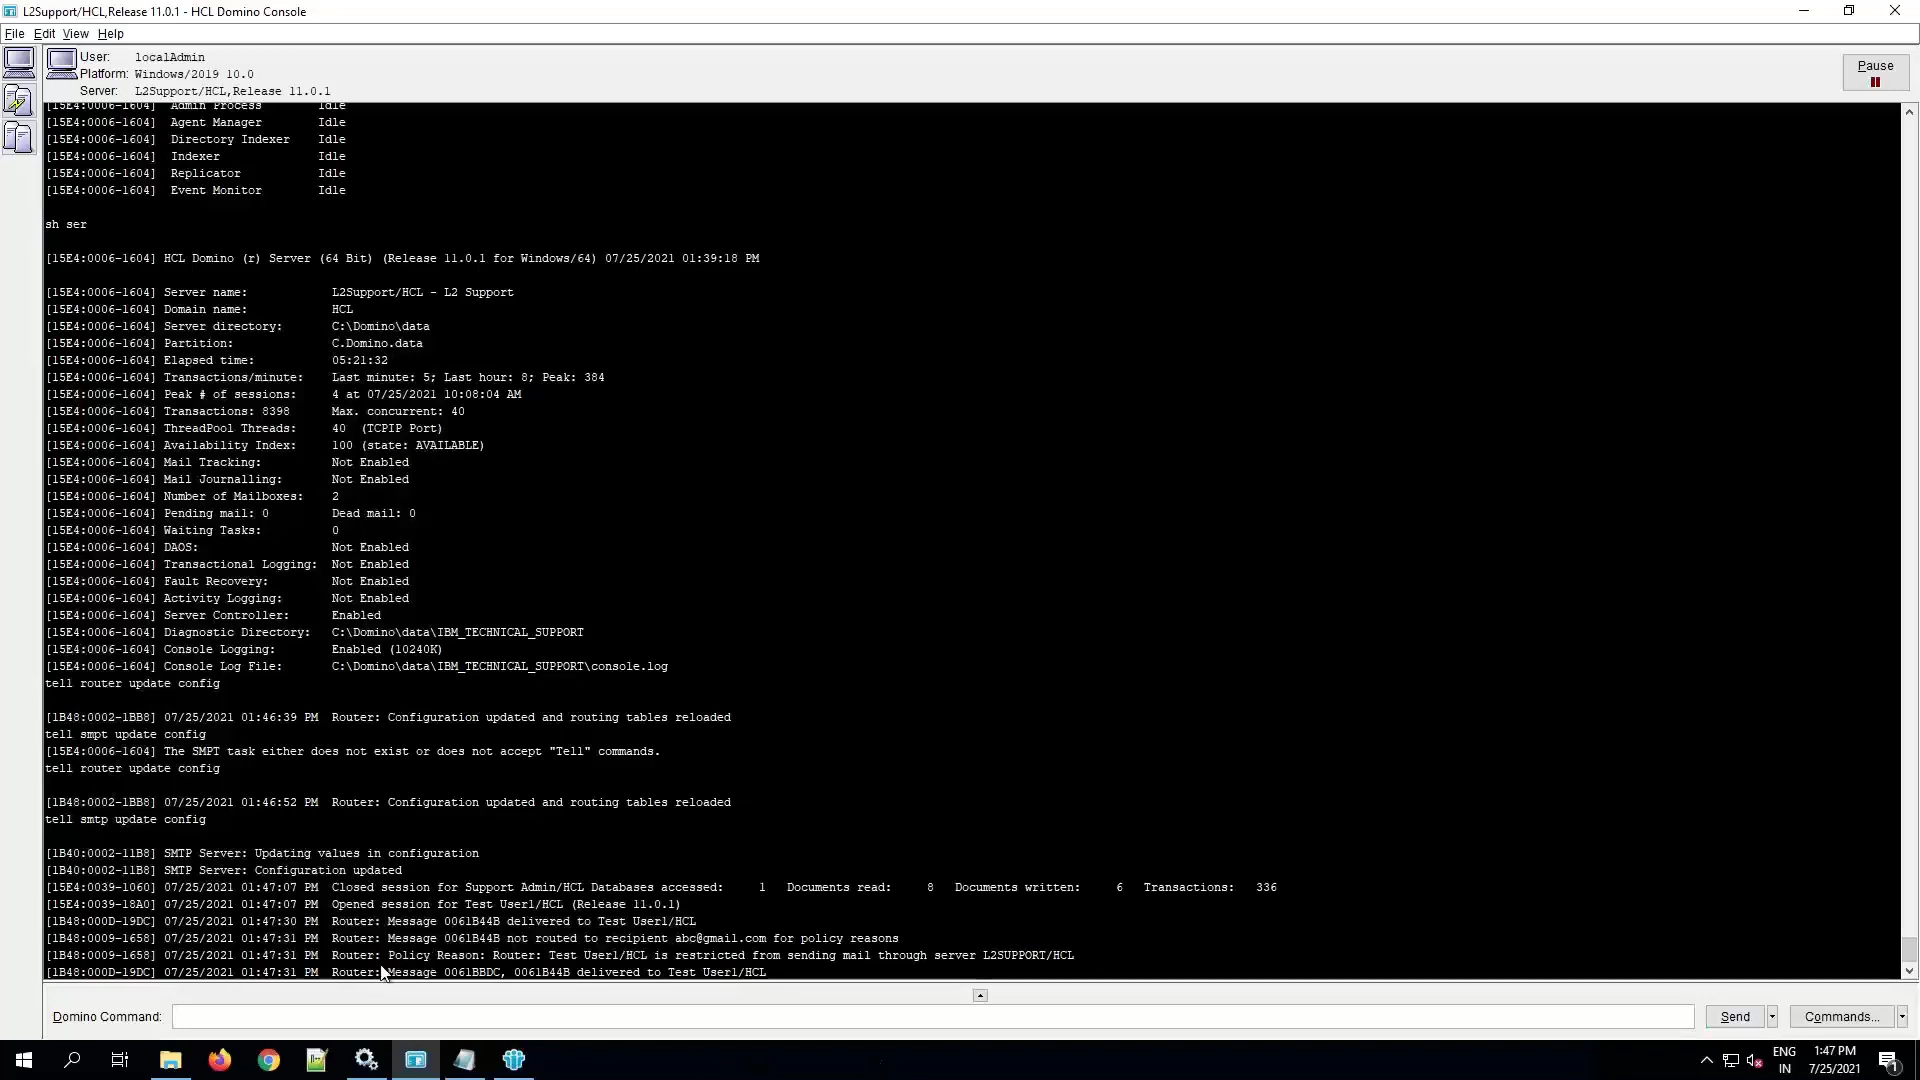 L2Support/HCL,Release 11.0.1 - HCL Domino Console
File Edit View Help
User: localAdmin
Platform: Windows/2019 10.0
Server: L2Support/HCL,Release 11.0.1
Pause
[15E4:0006-1604] Admin Process Idle
[15E4:0006-1604] Agent Manager Idle
[15E4:0006-1604] Directory Indexer Idle
[15E4:0006-1604] Indexer Idle
[15E4:0006-1604] Replicator Idle
[15E4:0006-1604] Event Monitor Idle
sh ser
[15E4:0006-1604] HCL Domino (r) Server (64 Bit) (Release 11.0.1 for Windows/64) 07/25/2021 01:39:18 PM
[15E4:0006-1604] Server name: L2Support/HCL - L2 Support
[15E4:0006-1604] Domain name: HCL
[15E4:0006-1604] Server directory: C:\Domino\data
[15E4:0006-1604] Partition: C.Domino.data
[15E4:0006-1604] Elapsed time: 05:21:32
[15E4:0006-1604] Transactions/minute: Last minute: 5; Last hour: 8; Peak: 384
[15E4:0006-1604] Peak # of sessions: 4 at 07/25/2021 10:08:04 AM
[15E4:0006-1604] Transactions: 8398 Max. concurrent: 40
[15E4:0006-1604] ThreadPool Threads: 40 (TCPIP Port)
[15E4:0006-1604] Availability Index: 100 (state: AVAILABLE)
[15E4:0006-1604] Mail Tracking: Not Enabled
[15E4:0006-1604] Mail Journalling: Not Enabled
[15E4:0006-1604] Number of Mailboxes: 2
[15E4:0006-1604] Pending mail: 0 Dead mail: 0
[15E4:0006-1604] Waiting Tasks: 0
[15E4:0006-1604] DAOS: Not Enabled
[15E4:0006-1604] Transactional Logging: Not Enabled
[15E4:0006-1604] Fault Recovery: Not Enabled
[15E4:0006-1604] Activity Logging: Not Enabled
[15E4:0006-1604] Server Controller: Enabled
[15E4:0006-1604] Diagnostic Directory: C:\Domino\data\IBM_TECHNICAL_SUPPORT
[15E4:0006-1604] Console Logging: Enabled (10240K)
[15E4:0006-1604] Console Log File: C:\Domino\data\IBM_TECHNICAL_SUPPORT\console.log
tell router update config
[1B48:0002-1BB8] 07/25/2021 01:46:39 PM Router: Configuration updated and routing tables reloaded
tell smpt update config
[15E4:0006-1604] The SMPT task either does not exist or does not accept "Tell" commands.
tell router update config
[1B48:0002-1BB8] 07/25/2021 01:46:52 PM Router: Configuration updated and routing tables reloaded
tell smtp update config
[1B40:0002-11B8] SMTP Server: Updating values in configuration
[1B40:0002-11B8] SMTP Server: Configuration updated
[15E4:0039-1060] 07/25/2021 01:47:07 PM Closed session for Support Admin/HCL Databases accessed: 1 Documents read: 8 Documents written: 6 Transactions: 336
[15E4:0039-18A0] 07/25/2021 01:47:07 PM Opened session for Test User1/HCL (Release 11.0.1)
[1B48:000D-19DC] 07/25/2021 01:47:30 PM Router: Message 0061B44B delivered to Test User1/HCL
[1B48:0009-1658] 07/25/2021 01:47:31 PM Router: Message 0061B44B not routed to recipient abc@gmail.com for policy reasons
[1B48:0009-1658] 07/25/2021 01:47:31 PM Router: Policy Reason: Router: Test User1/HCL is restricted from sending mail through server L2SUPPORT/HCL
[1B48:000D-19DC] 07/25/2021 01:47:31 PM Router: Message 0061BBDC, 0061B44B delivered to Test User1/HCL
Domino Command: Send Commands...
ENG 1:47 PM
IN 7/25/2021 1